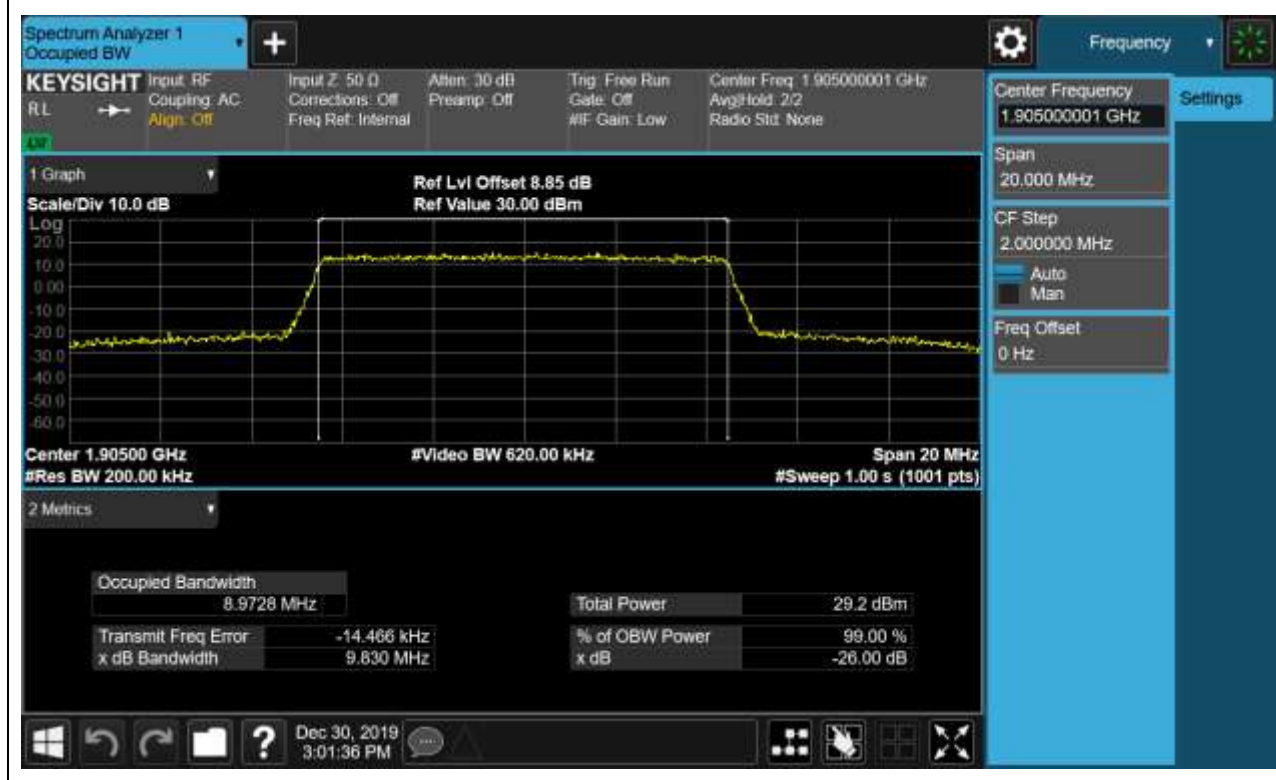 Spectrum Analyzer 1
Occupied BW
Frequency
KEYSIGHT
RL
Input: RF
Coupling: AC
Align: Off
Input Z: 50 Ω
Corrections: Off
Freq Ref: Internal
Atten: 30 dB
Preamp: Off
Trig: Free Run
Gate: Off
#IF Gain: Low
Center Freq: 1.905000001 GHz
Avg|Hold: 2/2
Radio Std: None
Center Frequency
1.905000001 GHz
Settings
Span
20.000 MHz
CF Step
2.000000 MHz
Auto
Man
Freq Offset
0 Hz
1 Graph
Scale/Div 10.0 dB
Ref Lvl Offset 8.85 dB
Ref Value 30.00 dBm
Log
20.0
10.0
0.00
-10.0
-20.0
-30.0
-40.0
-50.0
-60.0
Center 1.90500 GHz
#Video BW 620.00 kHz
Span 20 MHz
#Res BW 200.00 kHz
#Sweep 1.00 s (1001 pts)
2 Metrics
Occupied Bandwidth
8.9728 MHz
Total Power 29.2 dBm
Transmit Freq Error -14.466 kHz
% of OBW Power 99.00 %
x dB Bandwidth 9.830 MHz
x dB -26.00 dB
?
Dec 30, 2019
3:01:36 PM